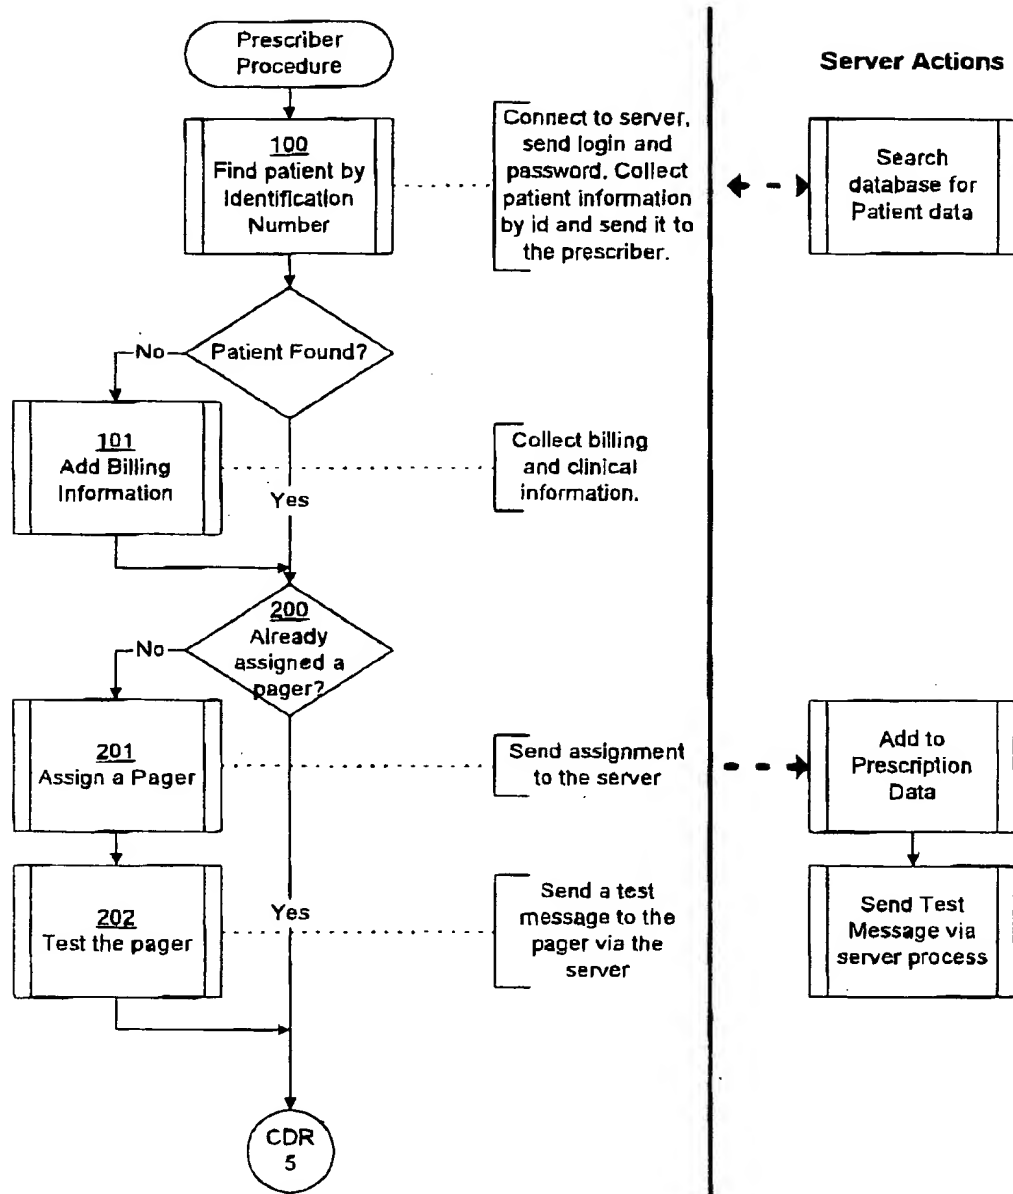 Prescriber
Procedure
Server Actions
100
Find patient by
Identification
Number
Connect to server,
send login and
password. Collect
patient information
by id and send it to
the prescriber.
Search
database for
Patient data
Patient Found?
No
Yes
101
Add Billing
Information
Collect billing
and clinical
information.
200
Already
assigned a
pager?
No
Yes
201
Assign a Pager
Send assignment
to the server
Add to
Prescription
Data
202
Test the pager
Send a test
message to the
pager via the
server
Send Test
Message via
server process
CDR
5